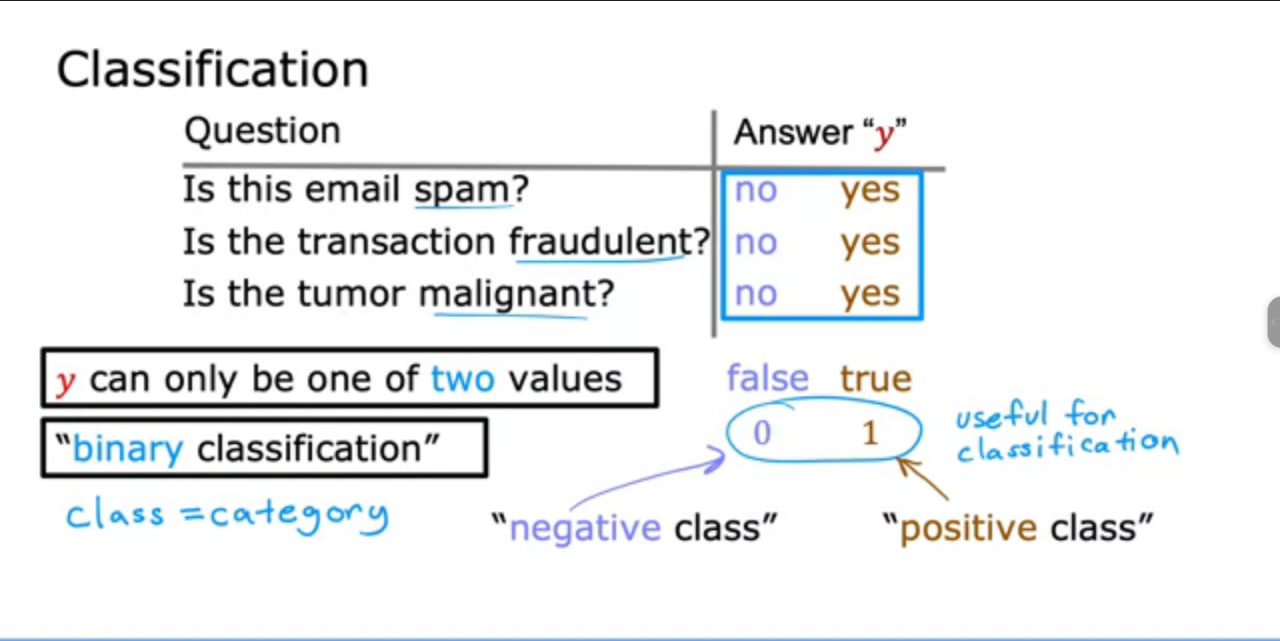 Classification
Question Answer “y”
Is this email spam? no yes
Is the transaction fraudulent? no yes
Is the tumor malignant? no yes
y can only be one of two values false true
“binary classification” 0 1 useful for classification
class = category
“negative class” “positive class”